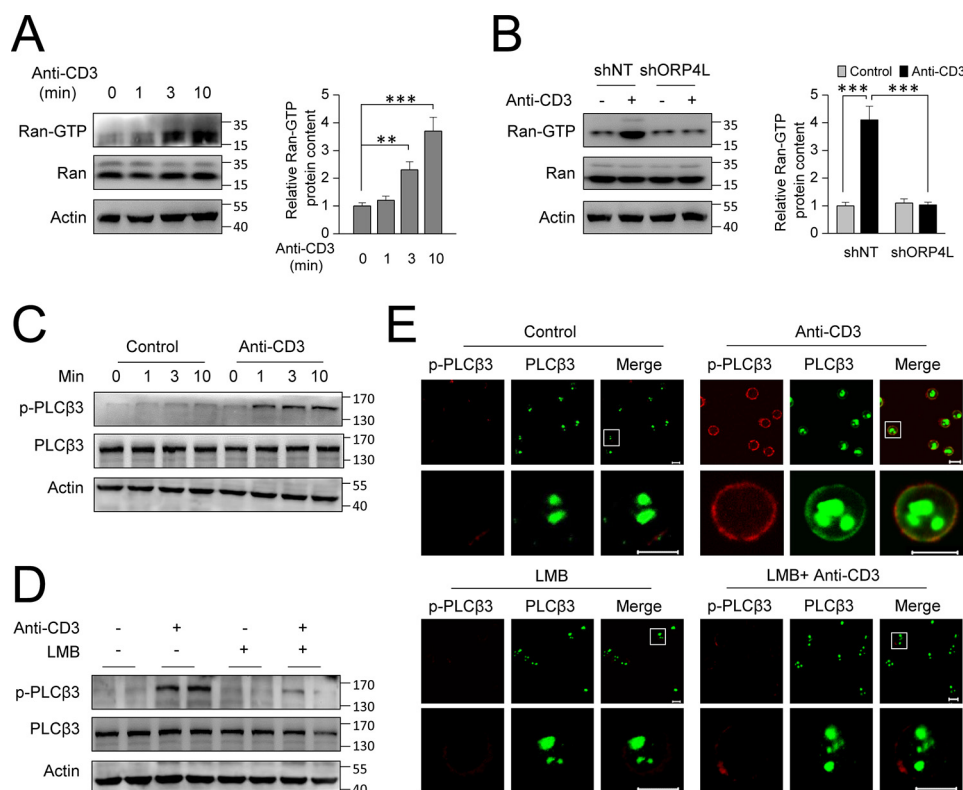 A
Anti-CD3
(min)
0 1 3 10
Ran-GTP
35
15
Ran
35
15
Actin
55
40
Relative Ran-GTP
protein content
5
4
3
2
1
0
***
**
Anti-CD3
(min)
0 1 3 10
B
shNT shORP4L
Anti-CD3 - + - +
Ran-GTP
35
15
Ran
35
15
Actin
55
40
Control Anti-CD3
*** ***
Relative Ran-GTP
protein content
5
4
3
2
1
0
shNT shORP4L
C
Control Anti-CD3
Min 0 1 3 10 0 1 3 10
p-PLCβ3
170
130
PLCβ3
170
130
Actin
55
40
D
Anti-CD3 - + - +
LMB - - + +
p-PLCβ3
170
130
PLCβ3
170
130
Actin
55
40
E
Control Anti-CD3
p-PLCβ3 PLCβ3 Merge p-PLCβ3 PLCβ3 Merge
LMB LMB+ Anti-CD3
p-PLCβ3 PLCβ3 Merge p-PLCβ3 PLCβ3 Merge